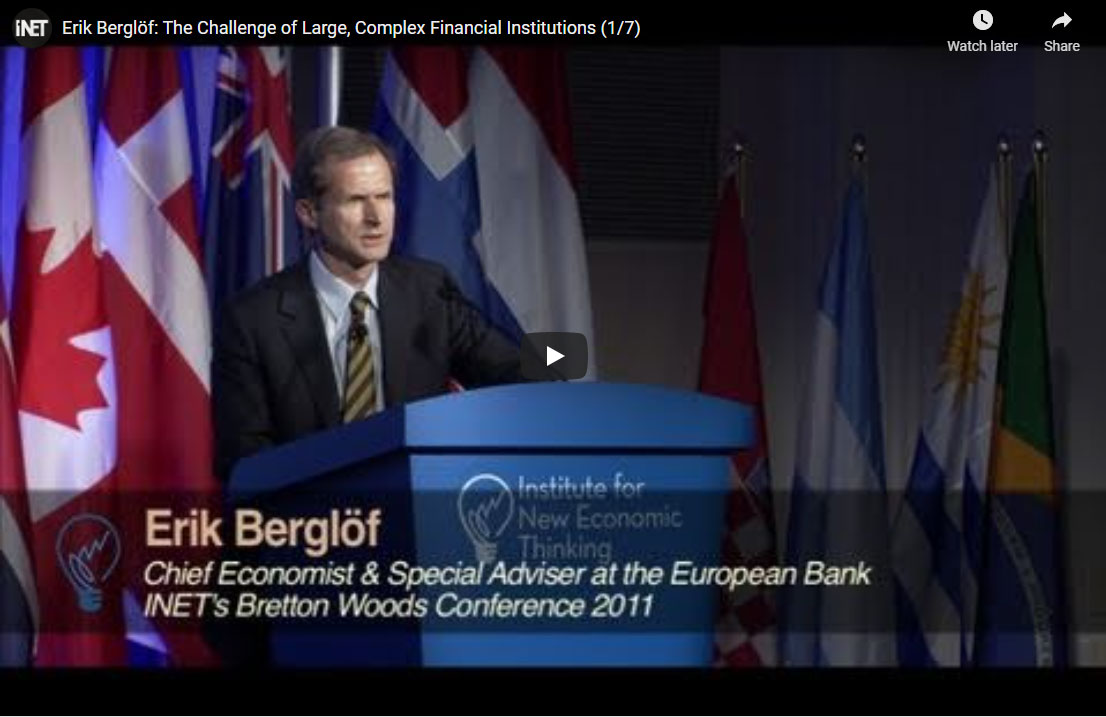 iNET Erik Berglöf: The Challenge of Large, Complex Financial Institutions (1/7)
Watch later
Share
Institute for
New Economic
Thinking
Erik Berglöf
Chief Economist & Special Adviser at the European Bank
INET's Bretton Woods Conference 2011